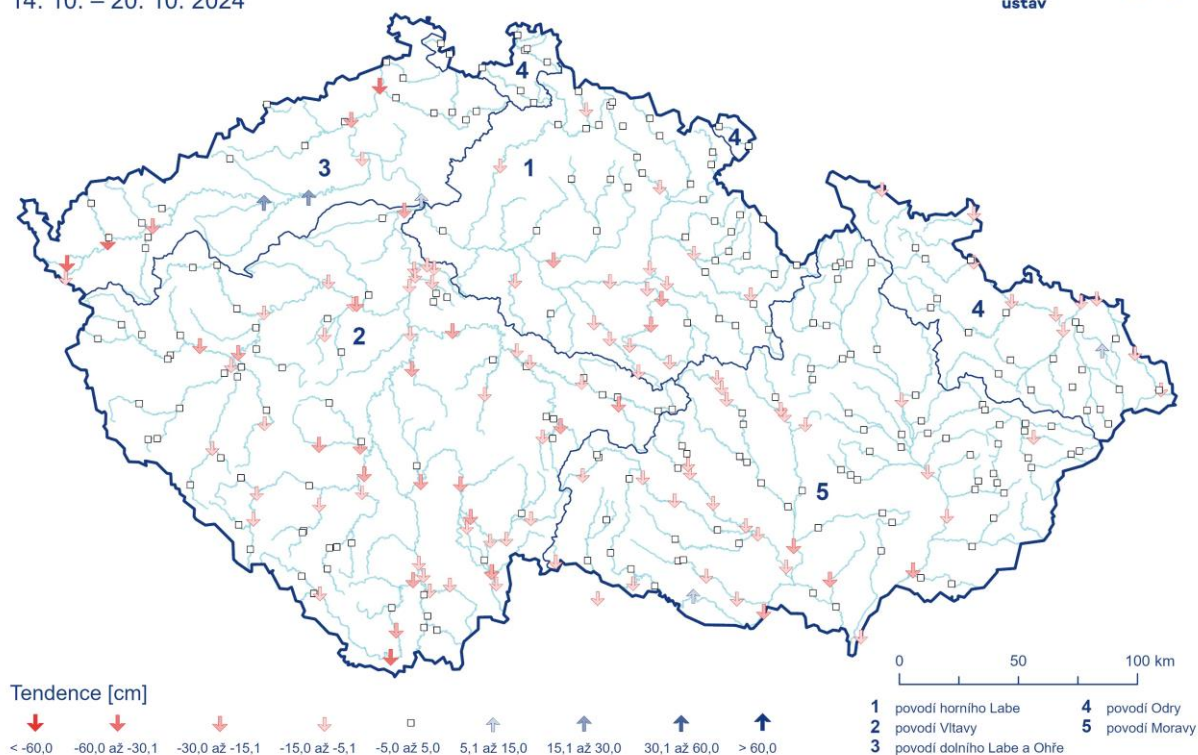 14. 10. – 20. 10. 2024
ústav
4
4
3
1
4
2
5
0 50 100 km
Tendence [cm]
1 povodí horního Labe
4 povodí Odry
2 povodí Vltavy
5 povodí Moravy
3 povodí dolního Labe a Ohře
< -60,0 -60,0 až -30,1 -30,0 až -15,1 -15,0 až -5,1 -5,0 až 5,0 5,1 až 15,0 15,1 až 30,0 30,1 až 60,0 > 60,0